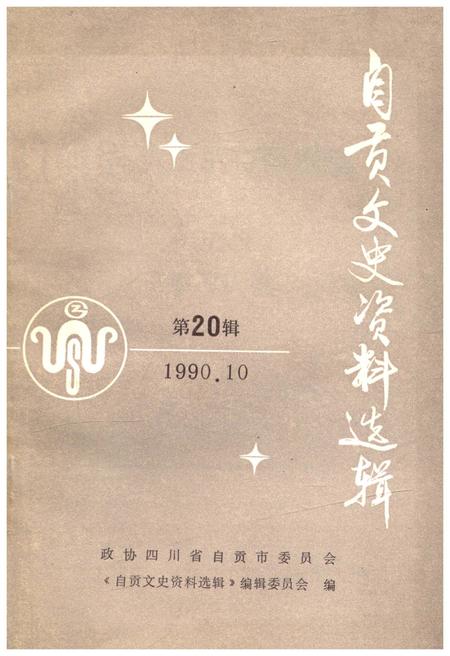 自贡文史资料选辑
第20辑
1990.10
政协四川省自贡市委员会
《自贡文史资料选辑》编辑委员会 编